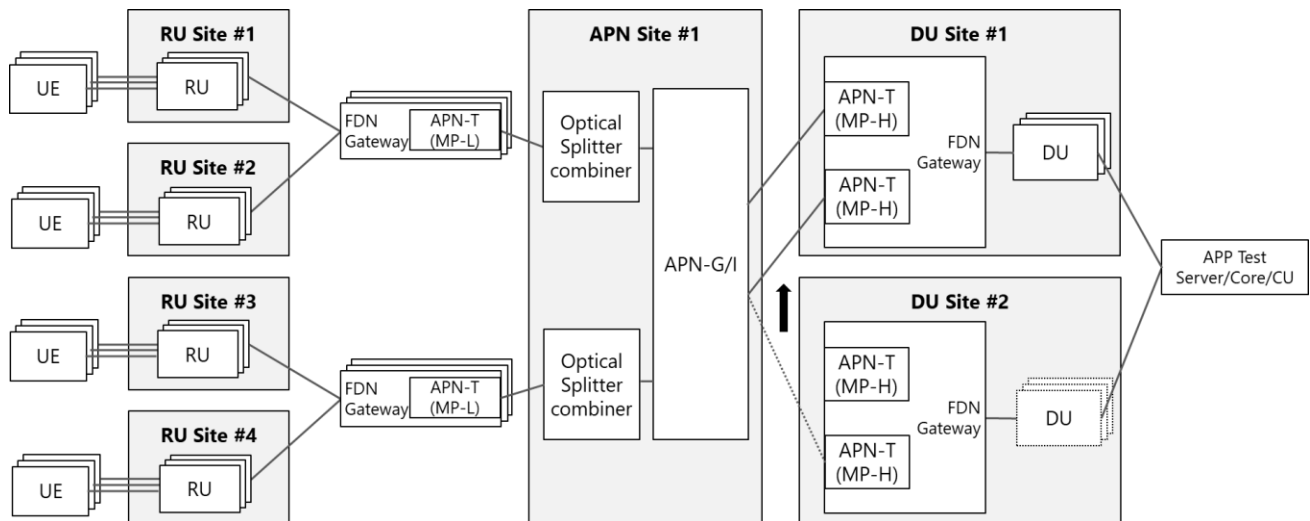 RU Site #1
UE
RU
RU Site #2
UE
RU
RU Site #3
UE
RU
RU Site #4
UE
RU
FDN
Gateway
APN-T
(MP-L)
FDN
Gateway
APN-T
(MP-L)
APN Site #1
Optical
Splitter
combiner
Optical
Splitter
combiner
APN-G/I
DU Site #1
APN-T
(MP-H)
APN-T
(MP-H)
FDN
Gateway
DU
DU Site #2
APN-T
(MP-H)
APN-T
(MP-H)
FDN
Gateway
DU
APP Test
Server/Core/CU